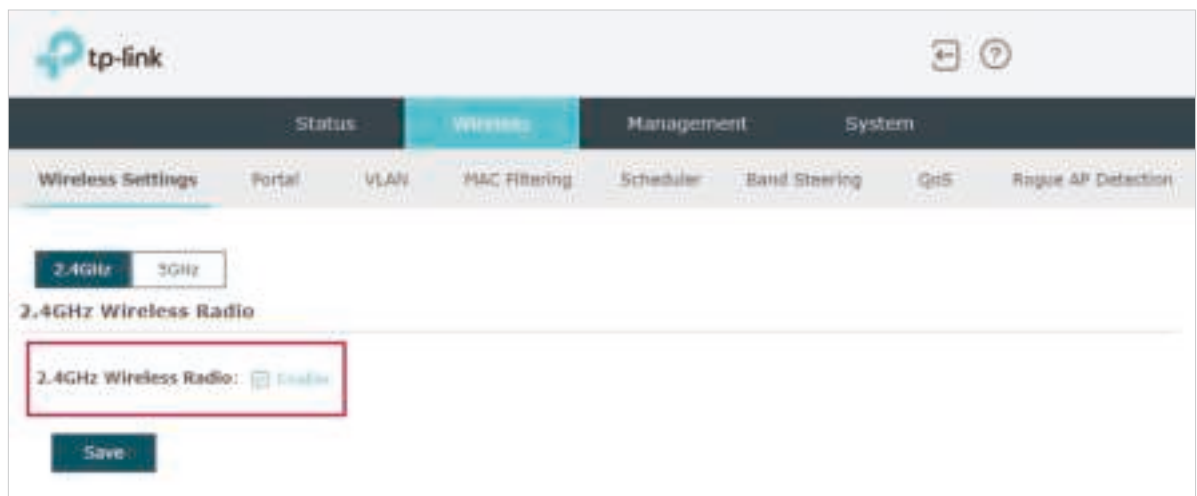 tp-link
Status Wireless Management System
Wireless Settings Portal VLAN MAC Filtering Scheduler Band Steering QoS Rogue AP Detection
2.4GHz 5GHz
2.4GHz Wireless Radio
2.4GHz Wireless Radio: Enable
Save